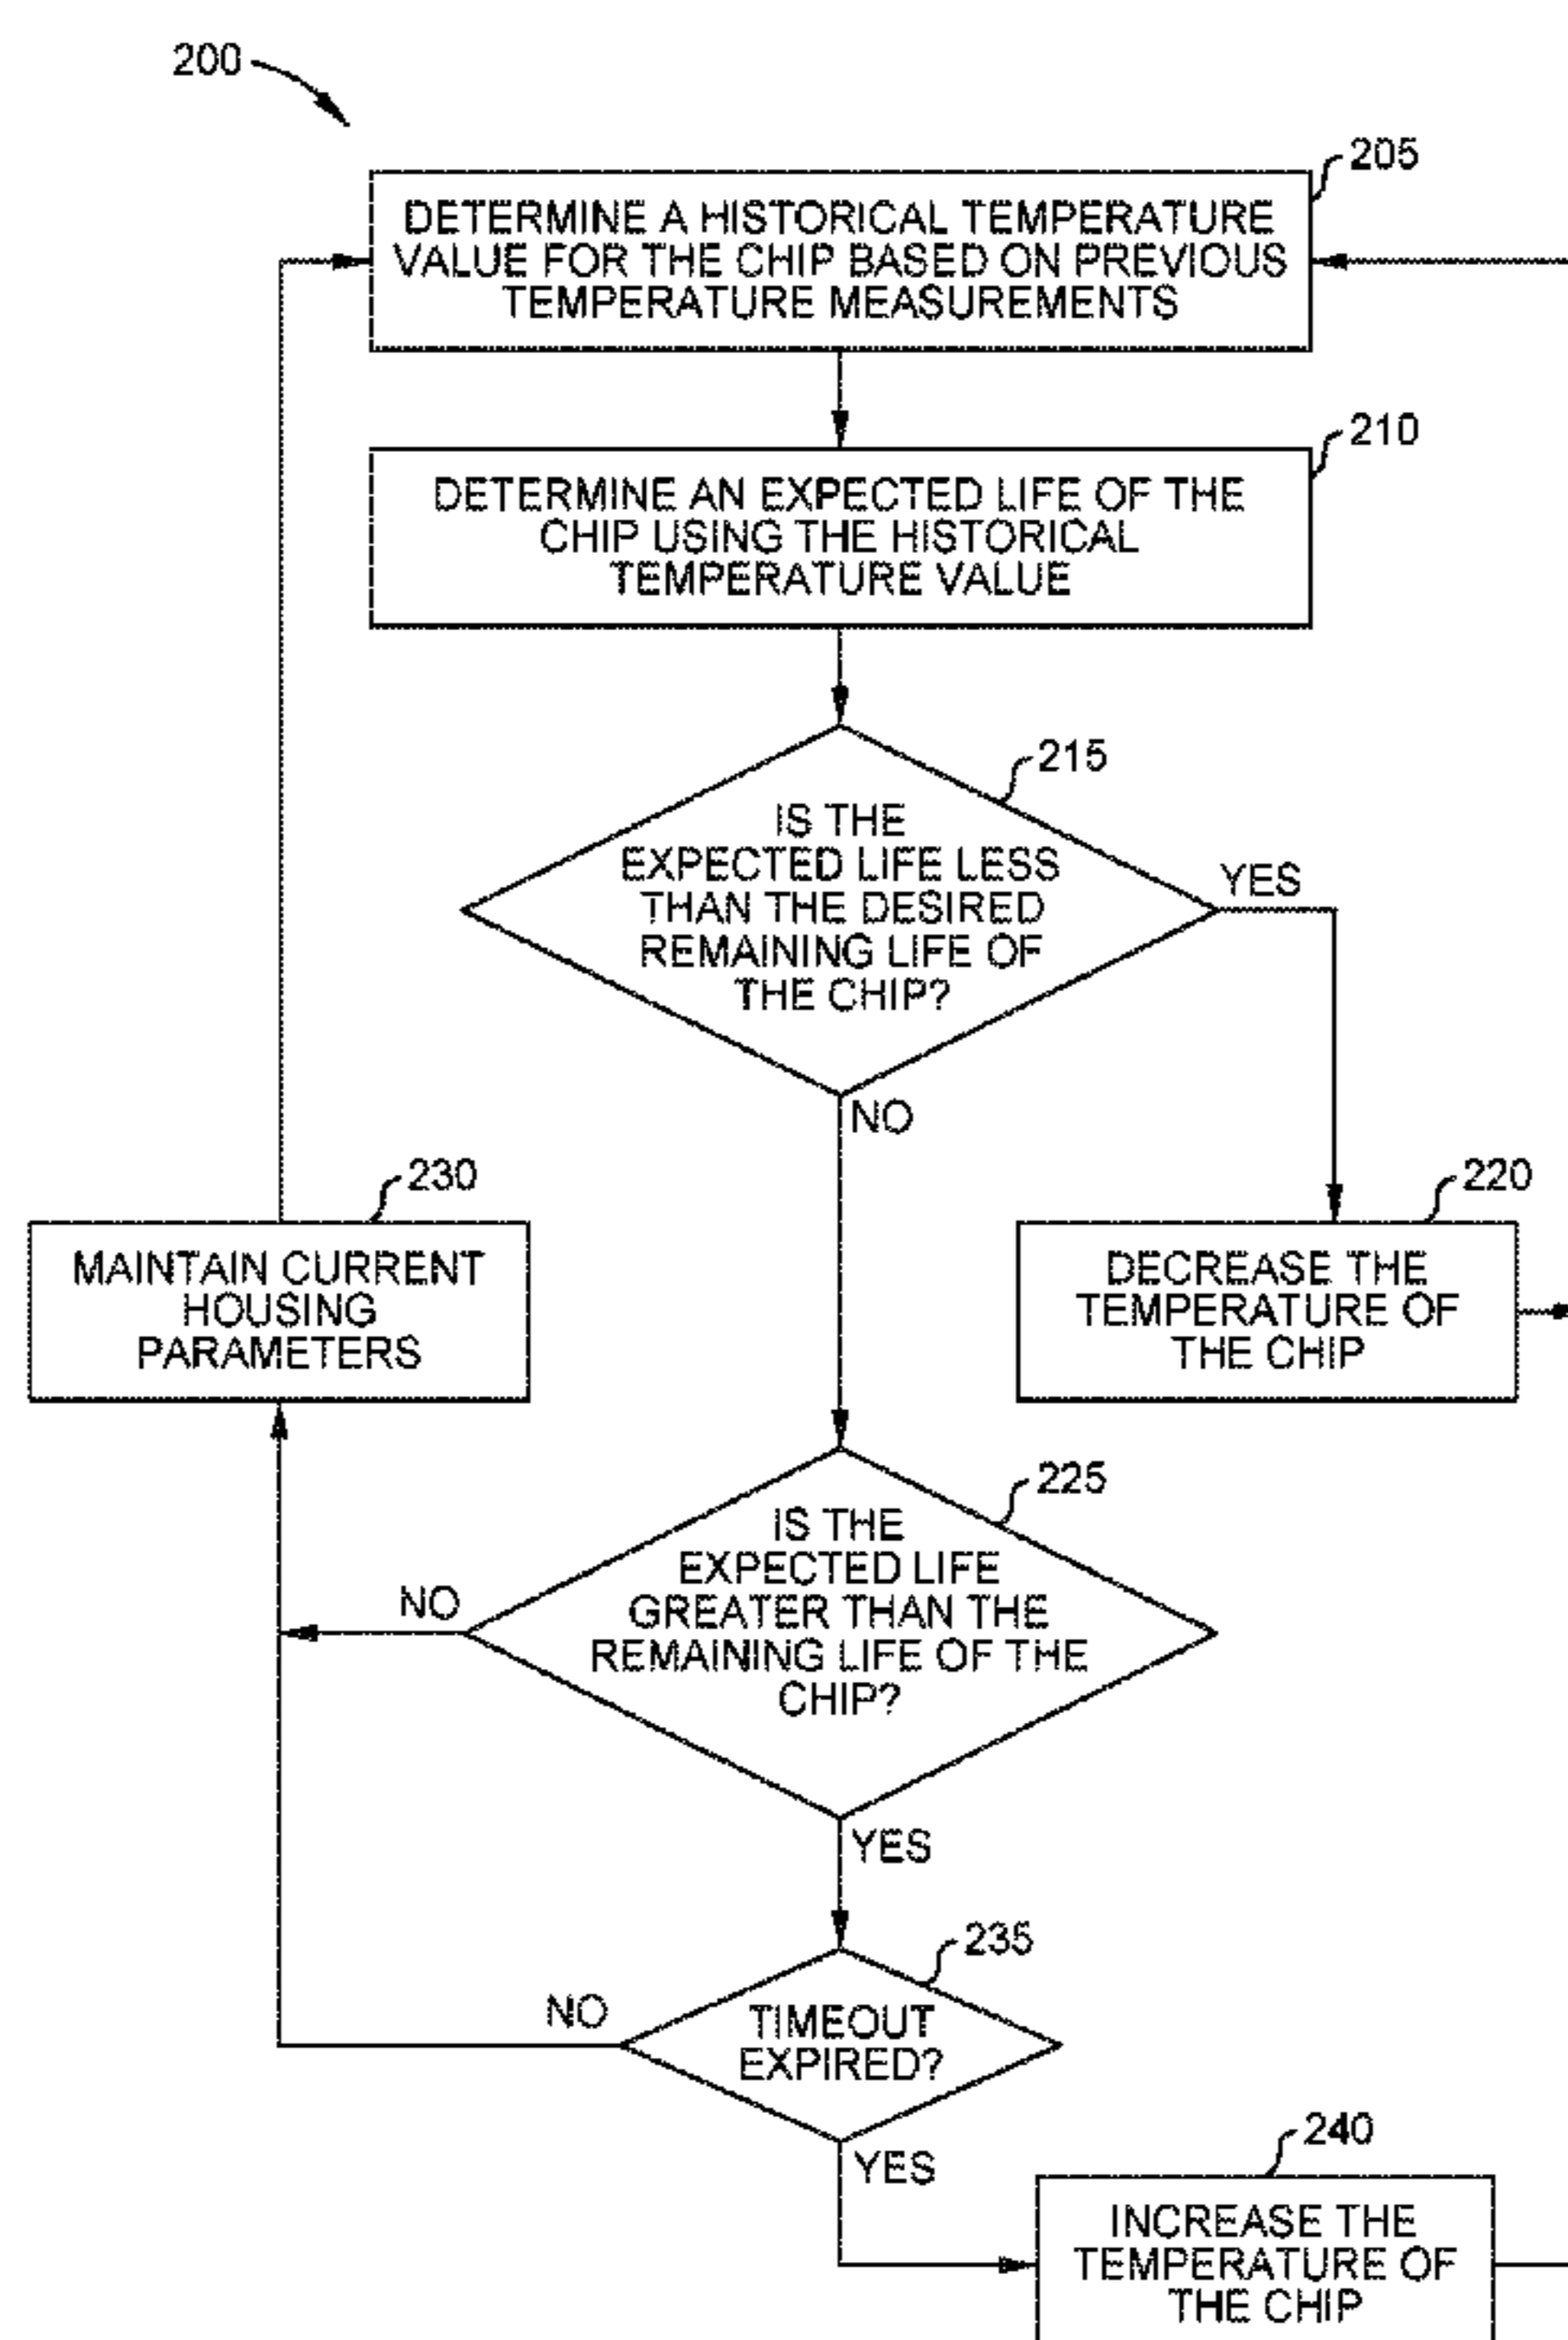 200
205
DETERMINE A HISTORICAL TEMPERATURE
VALUE FOR THE CHIP BASED ON PREVIOUS
TEMPERATURE MEASUREMENTS
210
DETERMINE AN EXPECTED LIFE OF THE
CHIP USING THE HISTORICAL
TEMPERATURE VALUE
215
IS THE
EXPECTED LIFE LESS
THAN THE DESIRED
REMAINING LIFE OF
THE CHIP?
YES
NO
230
MAINTAIN CURRENT
HOUSING
PARAMETERS
220
DECREASE THE
TEMPERATURE OF
THE CHIP
225
IS THE
EXPECTED LIFE
GREATER THAN THE
REMAINING LIFE OF THE
CHIP?
NO
YES
235
TIMEOUT
EXPIRED?
NO
YES
240
INCREASE THE
TEMPERATURE OF
THE CHIP